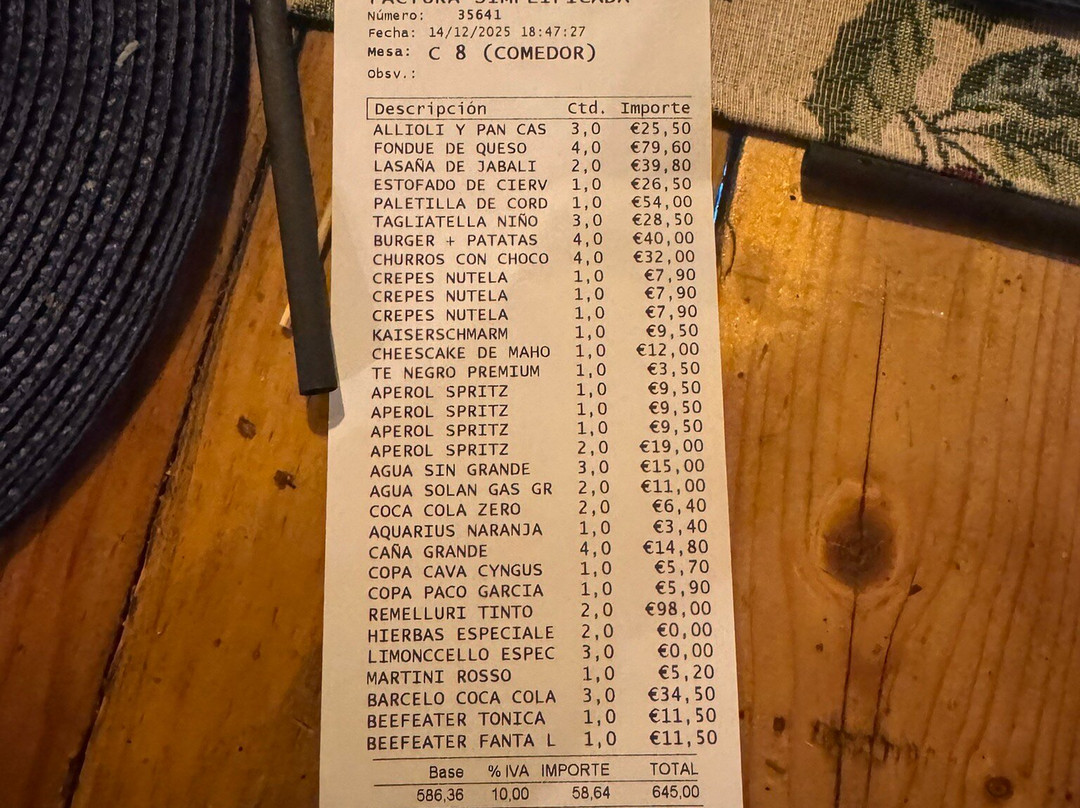 FACTURA SIMPLIFICADA
Número: 35641
Fecha: 14/12/2025 18:47:27
Mesa: C 8 (COMEDOR)
Obsv.:
Descripción Ctd. Importe
ALLIOLI Y PAN CAS 3,0 €25,50
FONDUE DE QUESO 4,0 €79,60
LASAÑA DE JABALI 2,0 €39,80
ESTOFADO DE CIERV 1,0 €26,50
PALETILLA DE CORD 1,0 €54,00
TAGLIATELLA NIÑO 3,0 €28,50
BURGER + PATATAS 4,0 €40,00
CHURROS CON CHOCO 4,0 €32,00
CREPES NUTELA 1,0 €7,90
CREPES NUTELA 1,0 €7,90
CREPES NUTELA 1,0 €7,90
KAISERSCHMARM 1,0 €9,50
CHEESCAKE DE MAHO 1,0 €12,00
TE NEGRO PREMIUM 1,0 €3,50
APEROL SPRITZ 1,0 €9,50
APEROL SPRITZ 1,0 €9,50
APEROL SPRITZ 1,0 €9,50
APEROL SPRITZ 2,0 €19,00
AGUA SIN GRANDE 3,0 €15,00
AGUA SOLAN GAS GR 2,0 €11,00
COCA COLA ZERO 2,0 €6,40
AQUARIUS NARANJA 1,0 €3,40
CAÑA GRANDE 4,0 €14,80
COPA CAVA CYNGUS 1,0 €5,70
COPA PACO GARCIA 1,0 €5,90
REMELLURI TINTO 2,0 €98,00
HIERBAS ESPECIALE 2,0 €0,00
LIMONCCELLO ESPEC 3,0 €0,00
MARTINI ROSSO 1,0 €5,20
BARCELO COCA COLA 3,0 €34,50
BEEFEATER TONICA 1,0 €11,50
BEEFEATER FANTA L 1,0 €11,50
Base % IVA IMPORTE TOTAL
586,36 10,00 58,64 645,00